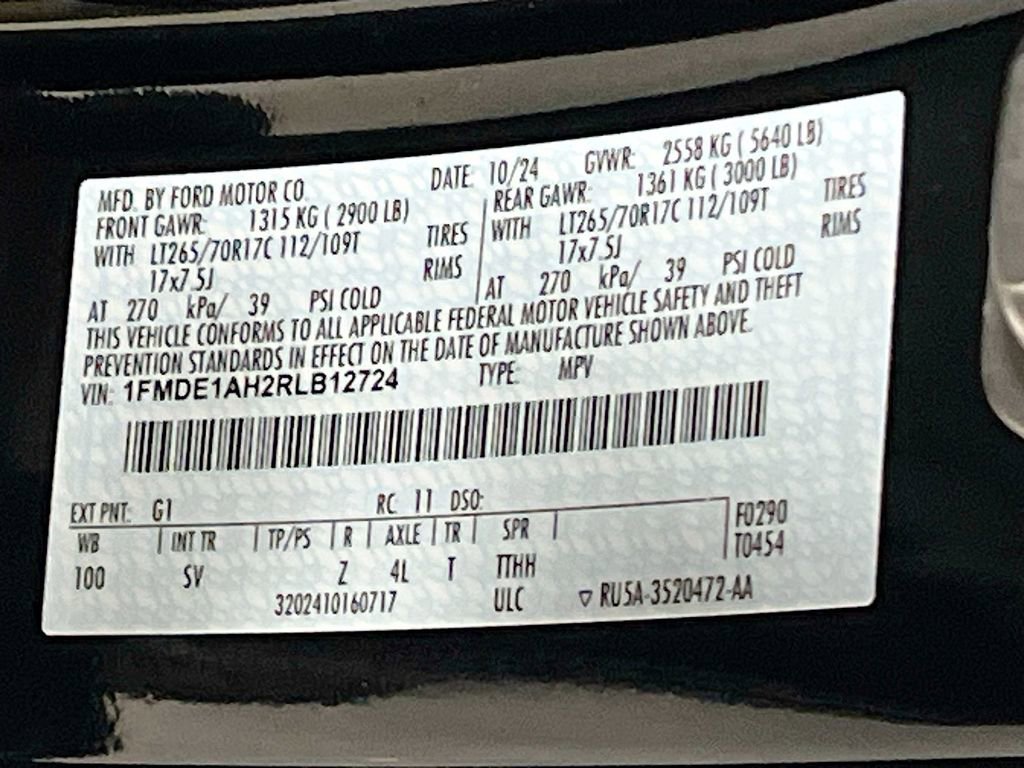 MFD. BY FORD MOTOR CO. DATE: 10/24 GVWR: 2558 KG ( 5640 LB)
FRONT GAWR: 1315 KG ( 2900 LB) REAR GAWR: 1361 KG ( 3000 LB)
WITH LT265/70R17C 112/109T TIRES WITH LT265/70R17C 112/109T TIRES
17x7.5J RIMS 17x7.5J RIMS
AT 270 kPa/ 39 PSI COLD AT 270 kPa/ 39 PSI COLD
THIS VEHICLE CONFORMS TO ALL APPLICABLE FEDERAL MOTOR VEHICLE SAFETY AND THEFT
PREVENTION STANDARDS IN EFFECT ON THE DATE OF MANUFACTURE SHOWN ABOVE.
VIN: 1FMDE1AH2RLB12724 TYPE: MPV
EXT PNT: G1 RC 11 DSO: F0290
WB INT TR TP/PS R AXLE TR SPR T0454
100 SV Z 4L T TTHH
3202410160717 ULC ▽ RU5A-3520472-AA